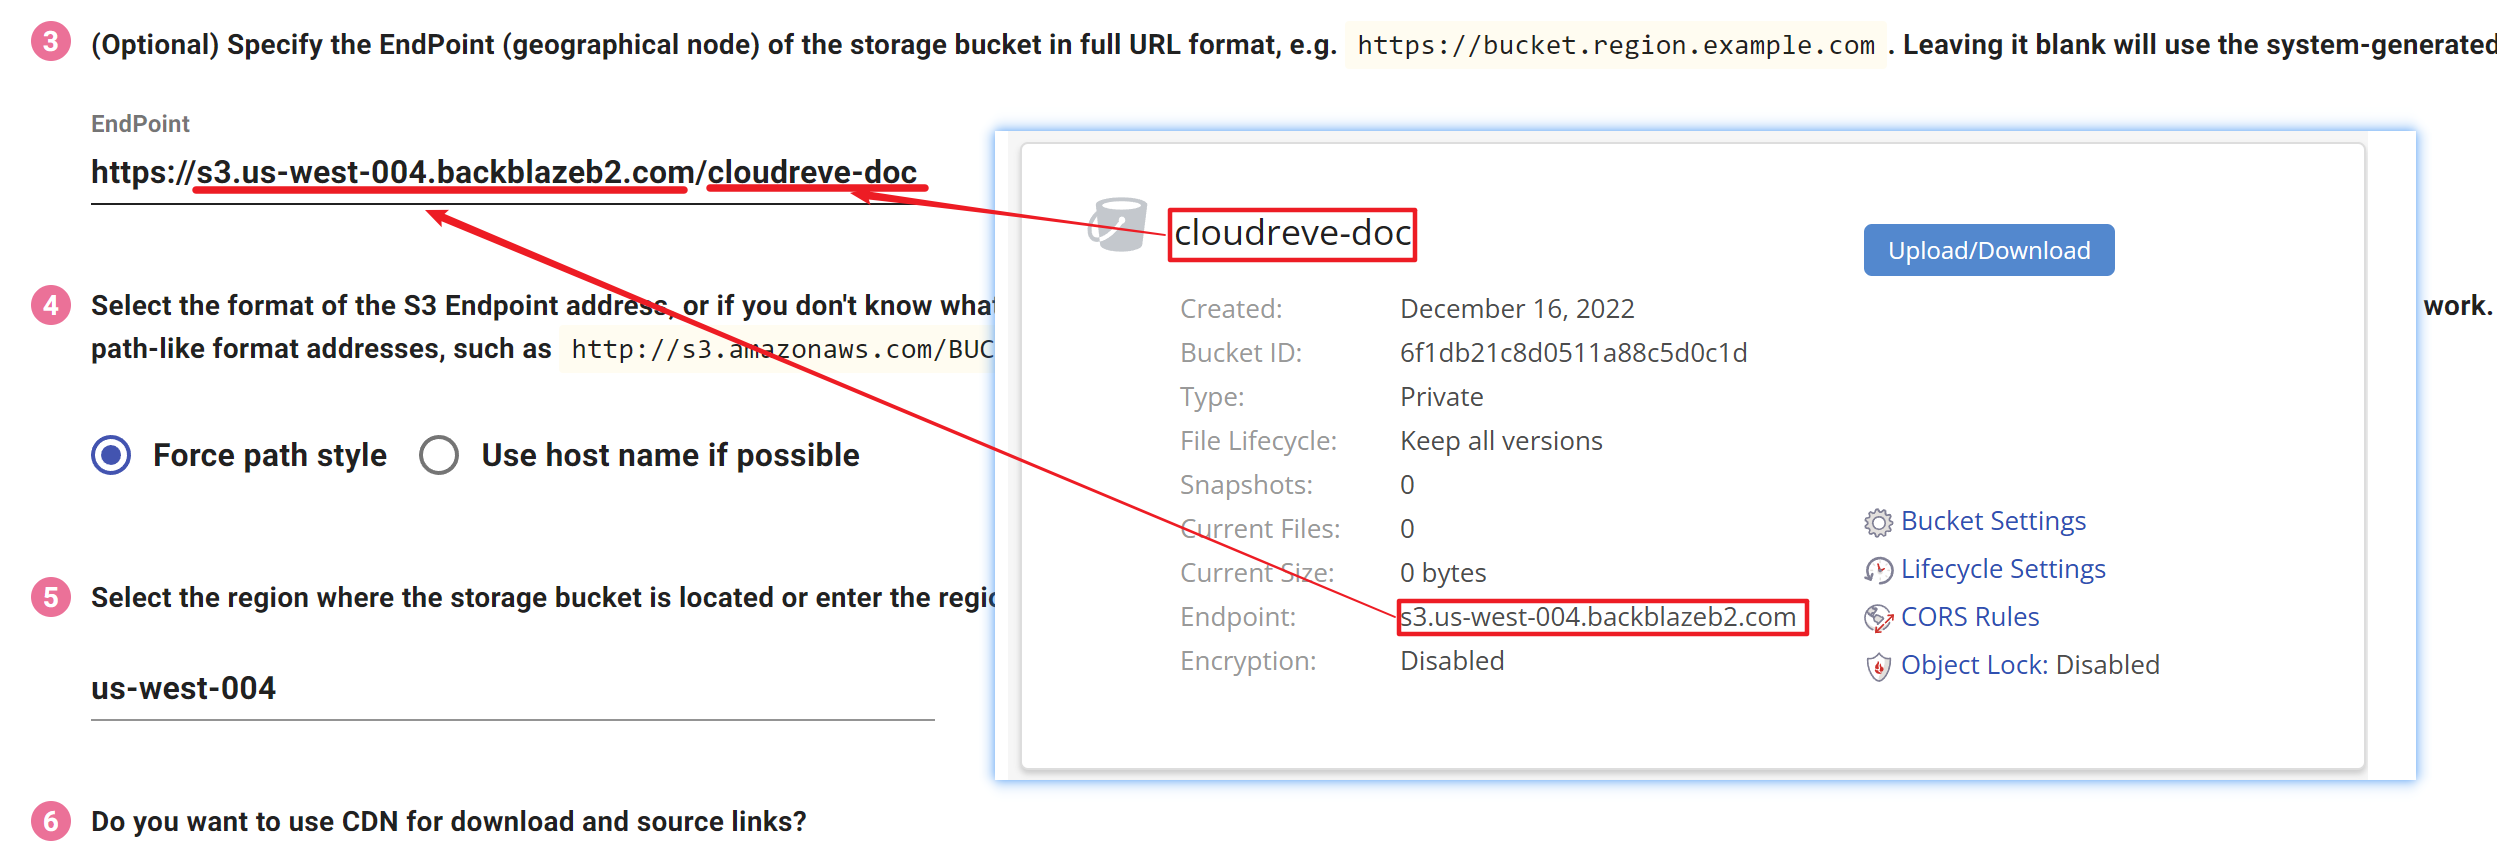 3 (Optional) Specify the EndPoint (geographical node) of the storage bucket in full URL format, e.g. https://bucket.region.example.com . Leaving it blank will use the system-generated
EndPoint
https://s3.us-west-004.backblazeb2.com/cloudreve-doc
4 Select the format of the S3 Endpoint address, or if you don't know what
work.
path-like format addresses, such as http://s3.amazonaws.com/BUC
Force path style
Use host name if possible
5 Select the region where the storage bucket is located or enter the regio
us-west-004
6 Do you want to use CDN for download and source links?
cloudreve-doc
Upload/Download
Created: December 16, 2022
Bucket ID: 6f1db21c8d0511a88c5d0c1d
Type: Private
File Lifecycle: Keep all versions
Snapshots: 0
Current Files: 0
Current Size: 0 bytes
Endpoint: s3.us-west-004.backblazeb2.com
Encryption: Disabled
Bucket Settings
Lifecycle Settings
CORS Rules
Object Lock: Disabled